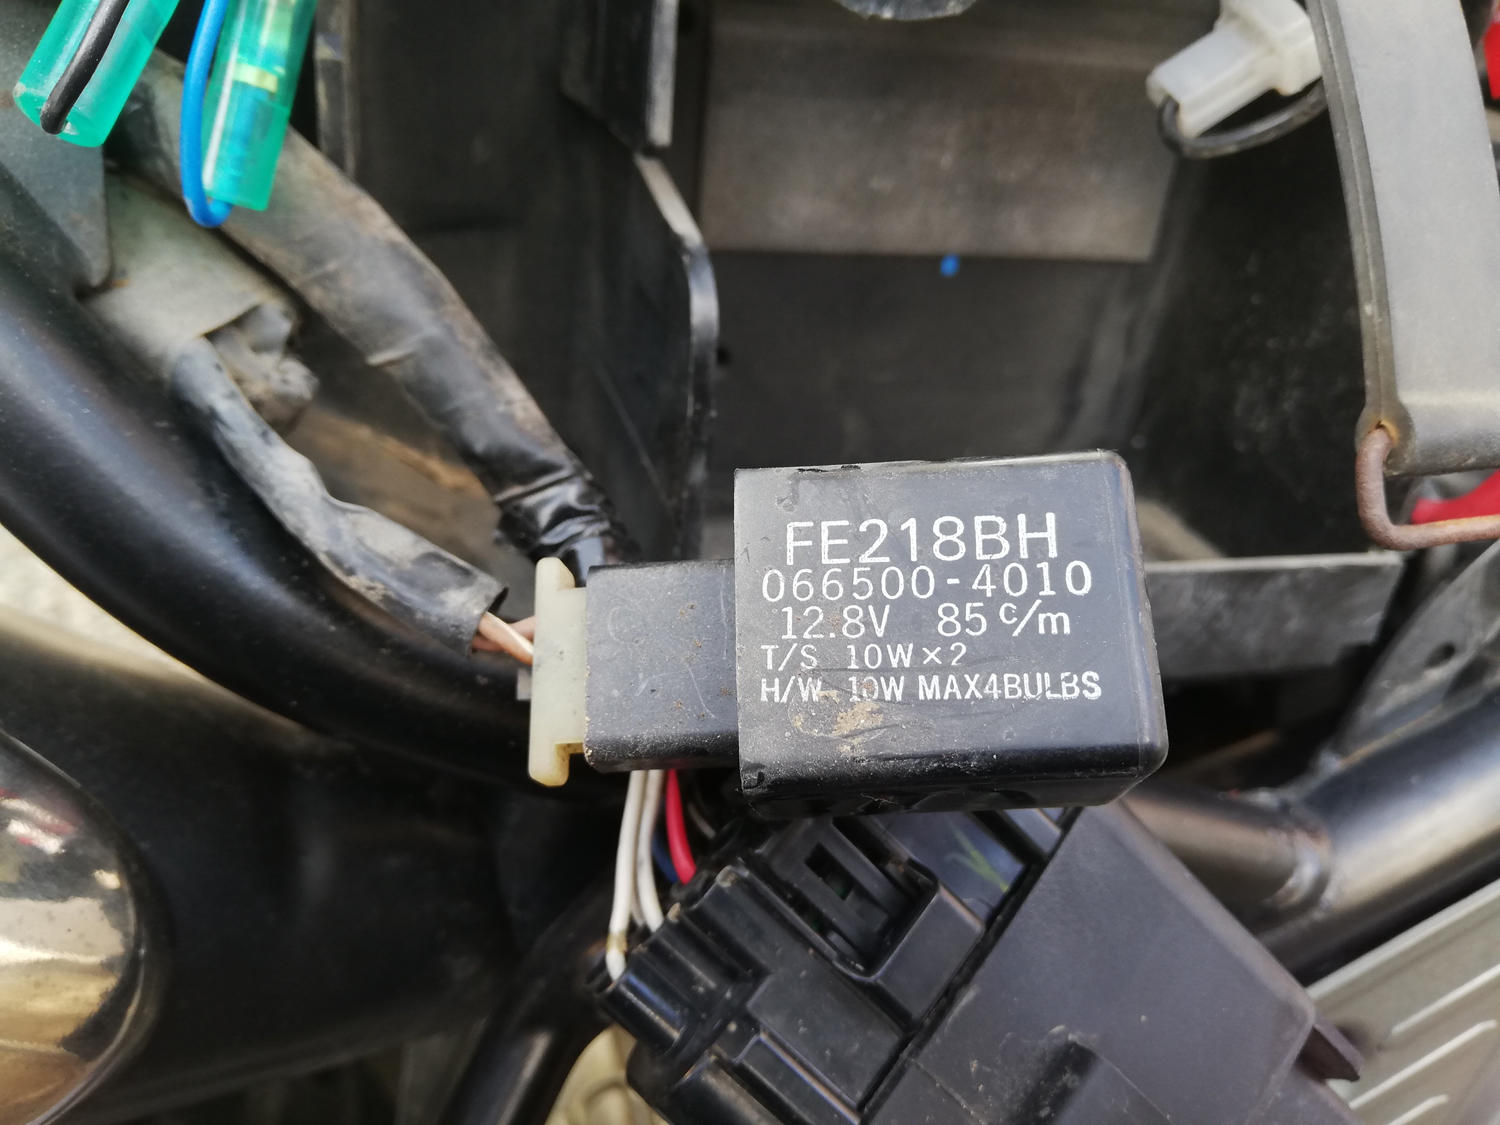 FE218BH
066500-4010
12.8V 85 c/m
T/S 10W×2
H/W 10W MAX4BULBS